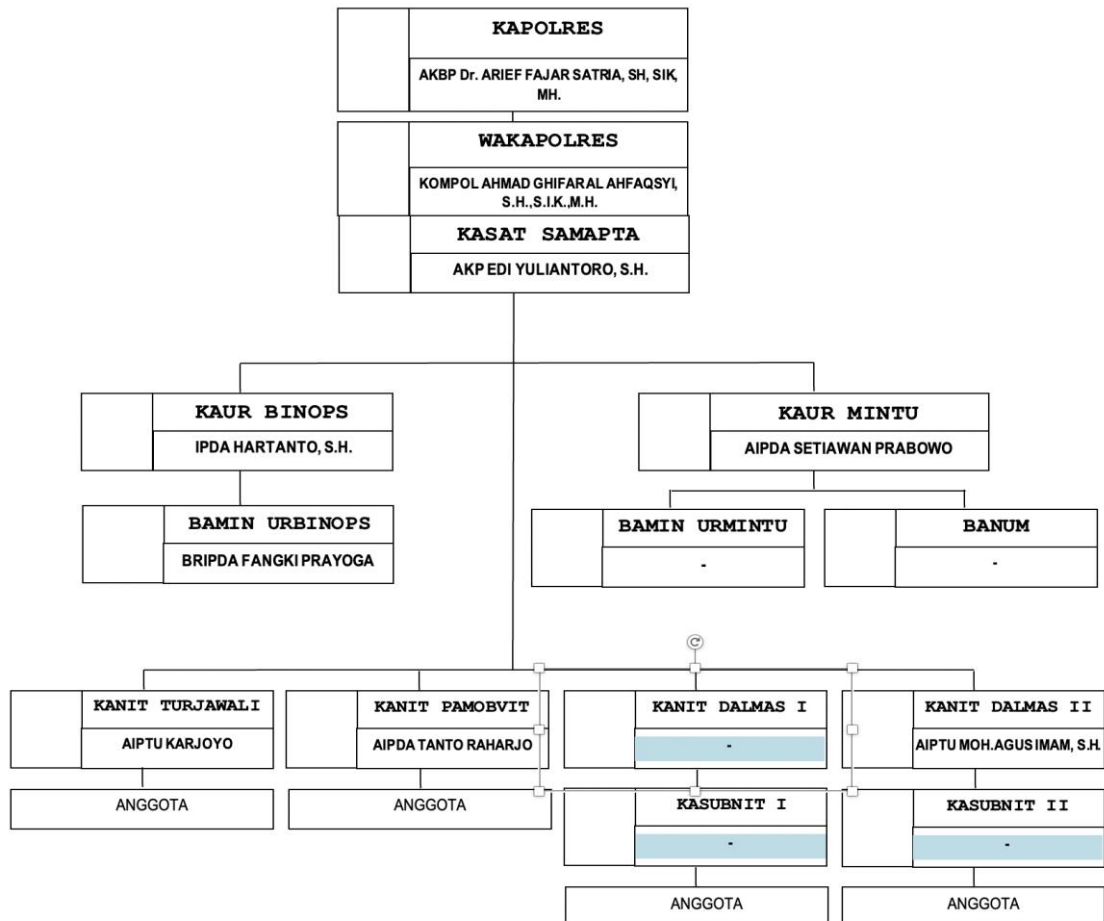 KAPOLRES
AKBP Dr. ARIEF FAJAR SATRIA, SH, SIK,
MH.
WAKAPOLRES
KOMPOL AHMAD GHIFARAL AHFAQSYI,
S.H.,S.I.K.,M.H.
KASAT SAMAPTA
AKP EDI YULIANTORO, S.H.
KAUR BINOPS
IPDA HARTANTO, S.H.
KAUR MINTU
AIPDA SETIAWAN PRABOWO
BAMIN URBINOPS
BRIPDA FANGKI PRAYOGA
BAMIN URMINTU
-
BANUM
-
KANIT TURJAWALI
AIPTU KARJOYO
KANIT PAMOBVIT
AIPDA TANTO RAHARJO
KANIT DALMAS I
-
KANIT DALMAS II
AIPTU MOH.AGUS IMAM, S.H.
ANGGOTA
ANGGOTA
KASUBNIT I
-
KASUBNIT II
-
ANGGOTA
ANGGOTA